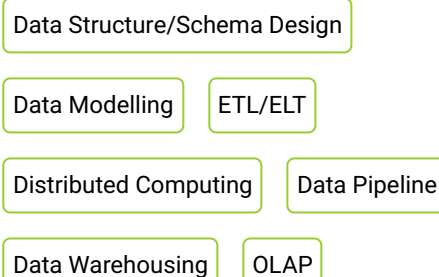 Data Structure/Schema Design
Data Modelling ETL/ELT
Distributed Computing Data Pipeline
Data Warehousing OLAP